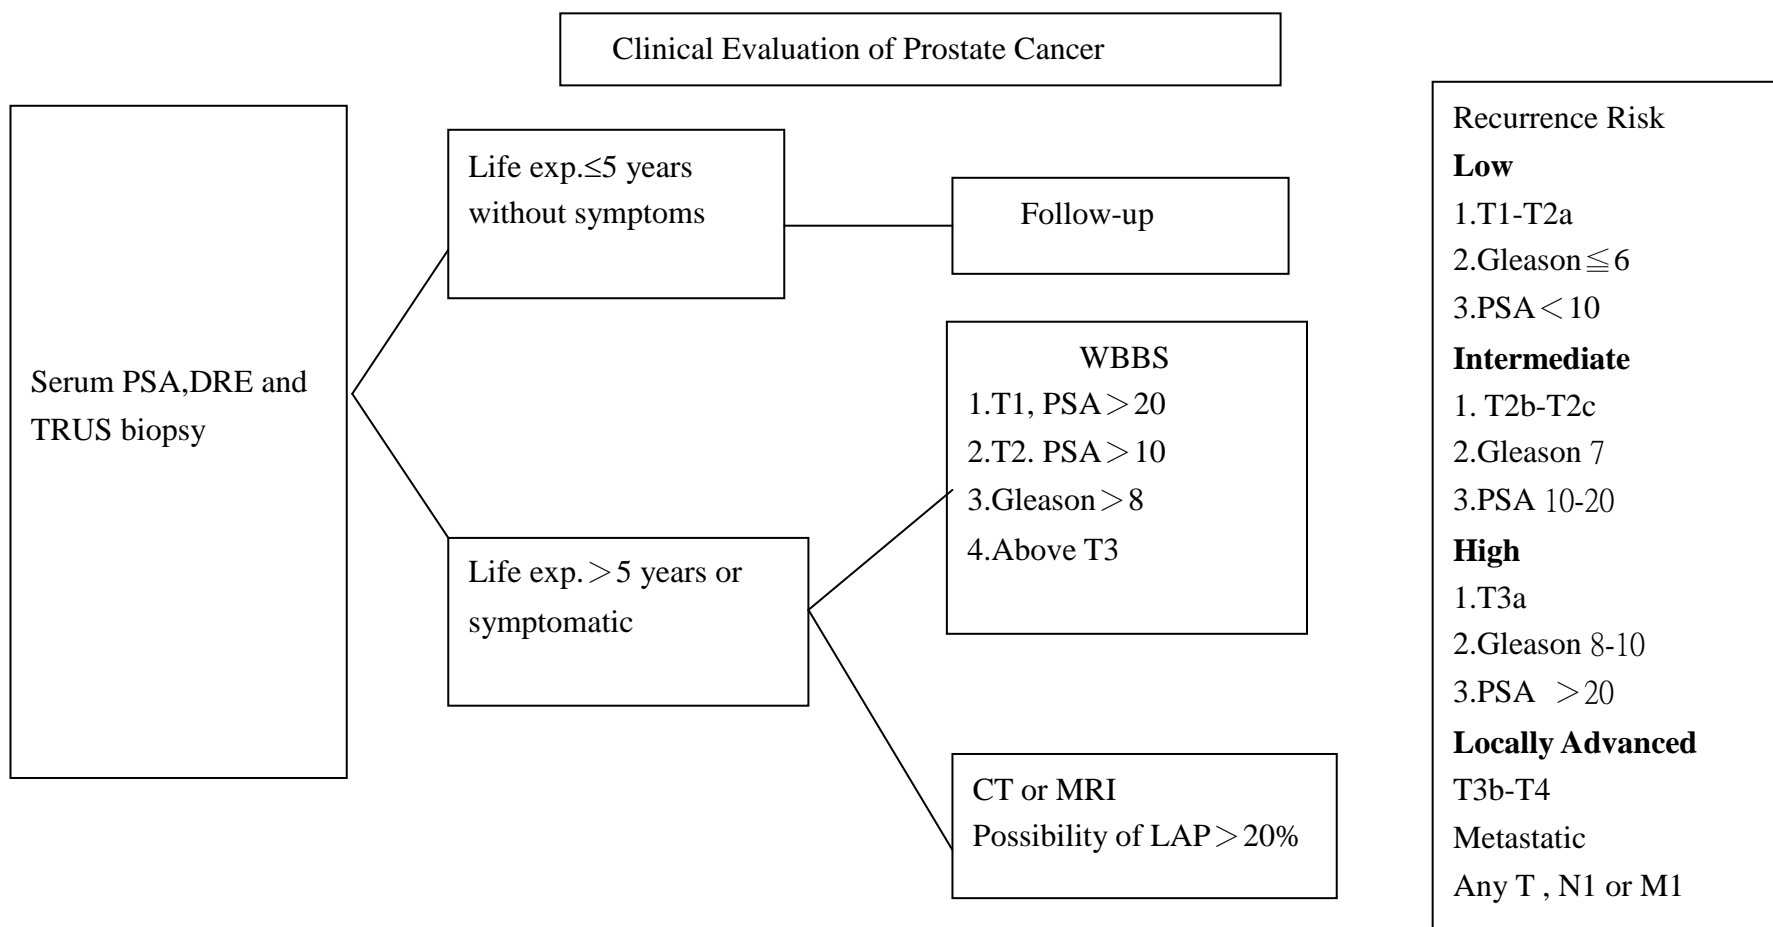 Clinical Evaluation of Prostate Cancer
Serum PSA,DRE and
TRUS biopsy
Life exp.≤5 years
without symptoms
Follow-up
Life exp.＞5 years or
symptomatic
WBBS
1.T1, PSA＞20
2.T2. PSA＞10
3.Gleason＞8
4.Above T3
CT or MRI
Possibility of LAP＞20%
Recurrence Risk
Low
1.T1-T2a
2.Gleason≦6
3.PSA＜10
Intermediate
1. T2b-T2c
2.Gleason 7
3.PSA 10-20
High
1.T3a
2.Gleason 8-10
3.PSA ＞20
Locally Advanced
T3b-T4
Metastatic
Any T , N1 or M1